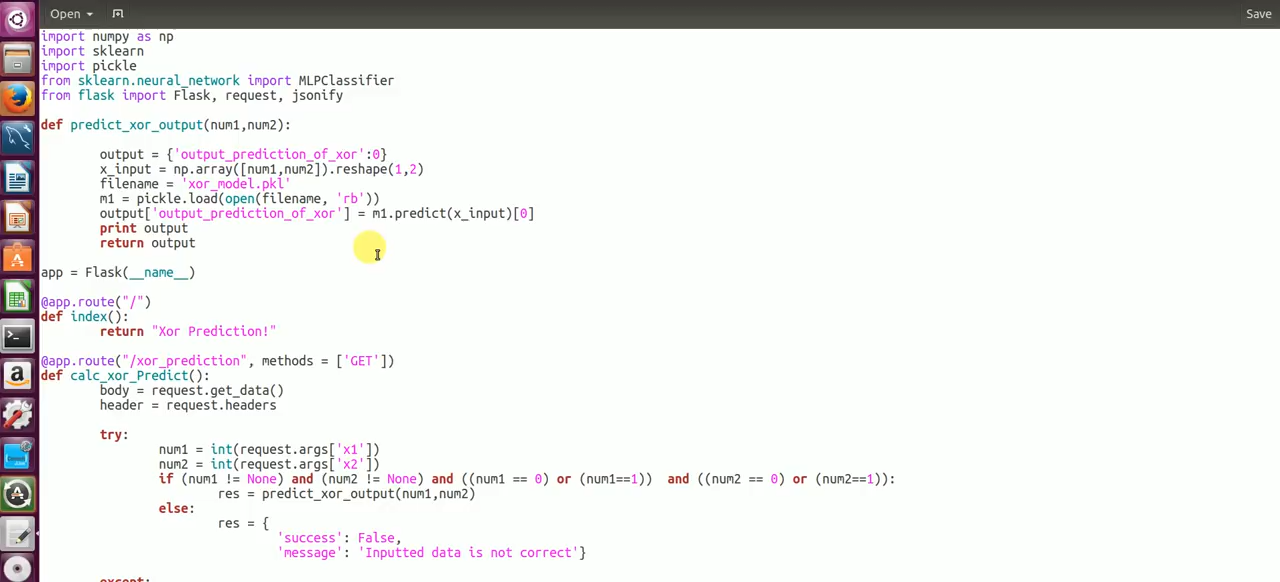 Open
Save
import numpy as np
import sklearn
import pickle
from sklearn.neural_network import MLPClassifier
from flask import Flask, request, jsonify
def predict_xor_output(num1,num2):
output = {'output_prediction_of_xor':0}
x_input = np.array([num1,num2]).reshape(1,2)
filename = 'xor_model.pkl'
m1 = pickle.load(open(filename, 'rb'))
output['output_prediction_of_xor'] = m1.predict(x_input)[0]
print output
return output
app = Flask(__name__)
@app.route("/")
def index():
return "Xor Prediction!"
@app.route("/xor_prediction", methods = ['GET'])
def calc_xor_Predict():
body = request.get_data()
header = request.headers
try:
num1 = int(request.args['x1'])
num2 = int(request.args['x2'])
if (num1 != None) and (num2 != None) and ((num1 == 0) or (num1==1))  and ((num2 == 0) or (num2==1)):
res = predict_xor_output(num1,num2)
else:
res = {
'success': False,
'message': 'Inputted data is not correct'}
except: